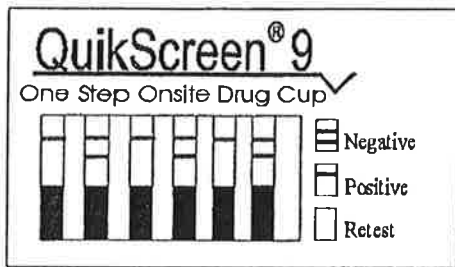 QuikScreen® 9
One Step Onsite Drug Cup
Negative
Positive
Retest